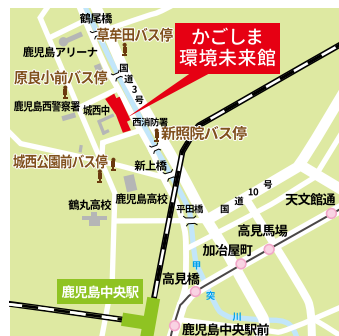 鶴尾橋
草牟田バス停
かごしま
環境未来館
鹿児島アリーナ
原良小前バス停
国道3号
鹿児島西警察署
城西中
西消防署
新照院バス停
城西公園前バス停
新上橋
鶴丸高校
鹿児島高校
平田橋
国道10号
天文館通
高見馬場
加冶屋町
甲突川
高見橋
鹿児島中央駅
鹿児島中央駅前